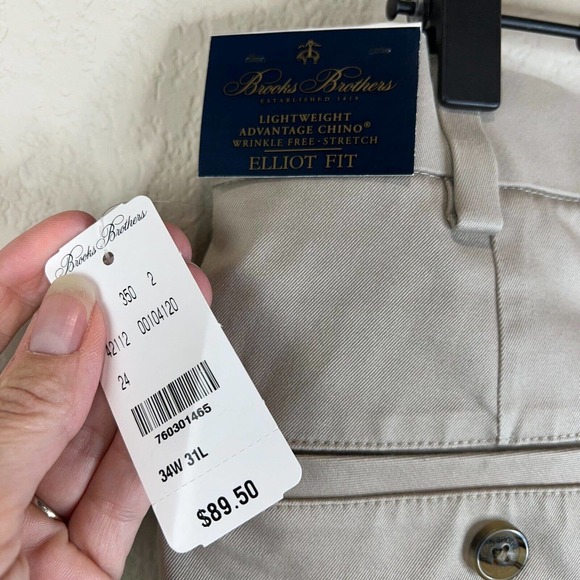 Brooks Brothers
ESTABLISHED 1818
LIGHTWEIGHT
ADVANTAGE CHINO®
WRINKLE FREE · STRETCH
ELLIOT FIT
Brooks Brothers
350 2
42112 00104120
24
760301465
34W 31L
$89.50